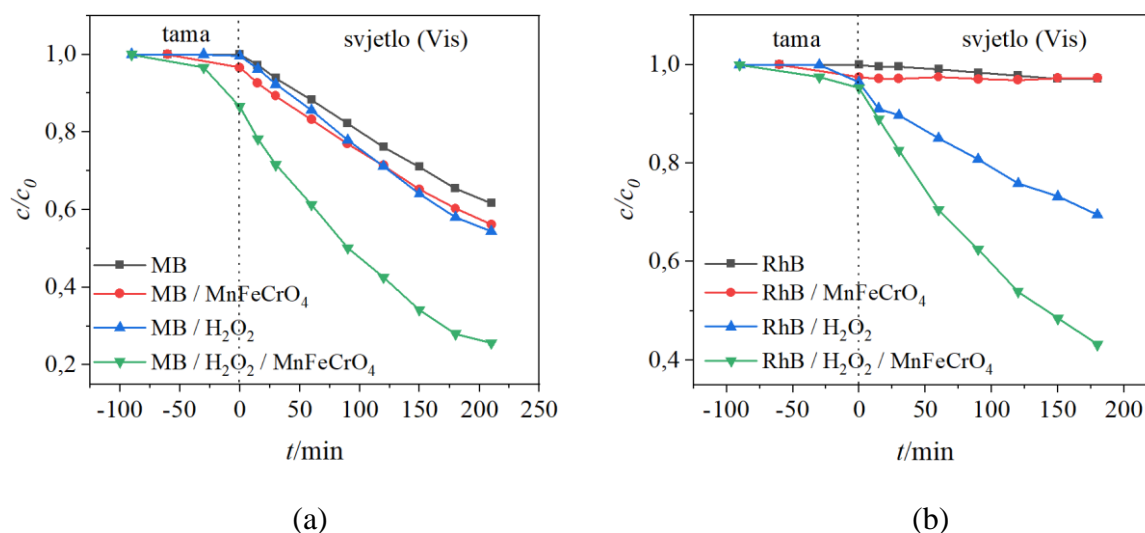 tama
svjetlo (Vis)
1,0
0,8
0,6
0,4
0,2
c/c0
MB
MB / MnFeCrO4
MB / H2O2
MB / H2O2 / MnFeCrO4
-100 -50 0 50 100 150 200 250
t/min
(a)
tama
svjetlo (Vis)
1,0
0,8
0,6
0,4
c/c0
RhB
RhB / MnFeCrO4
RhB / H2O2
RhB / H2O2 / MnFeCrO4
-100 -50 0 50 100 150 200
t/min
(b)